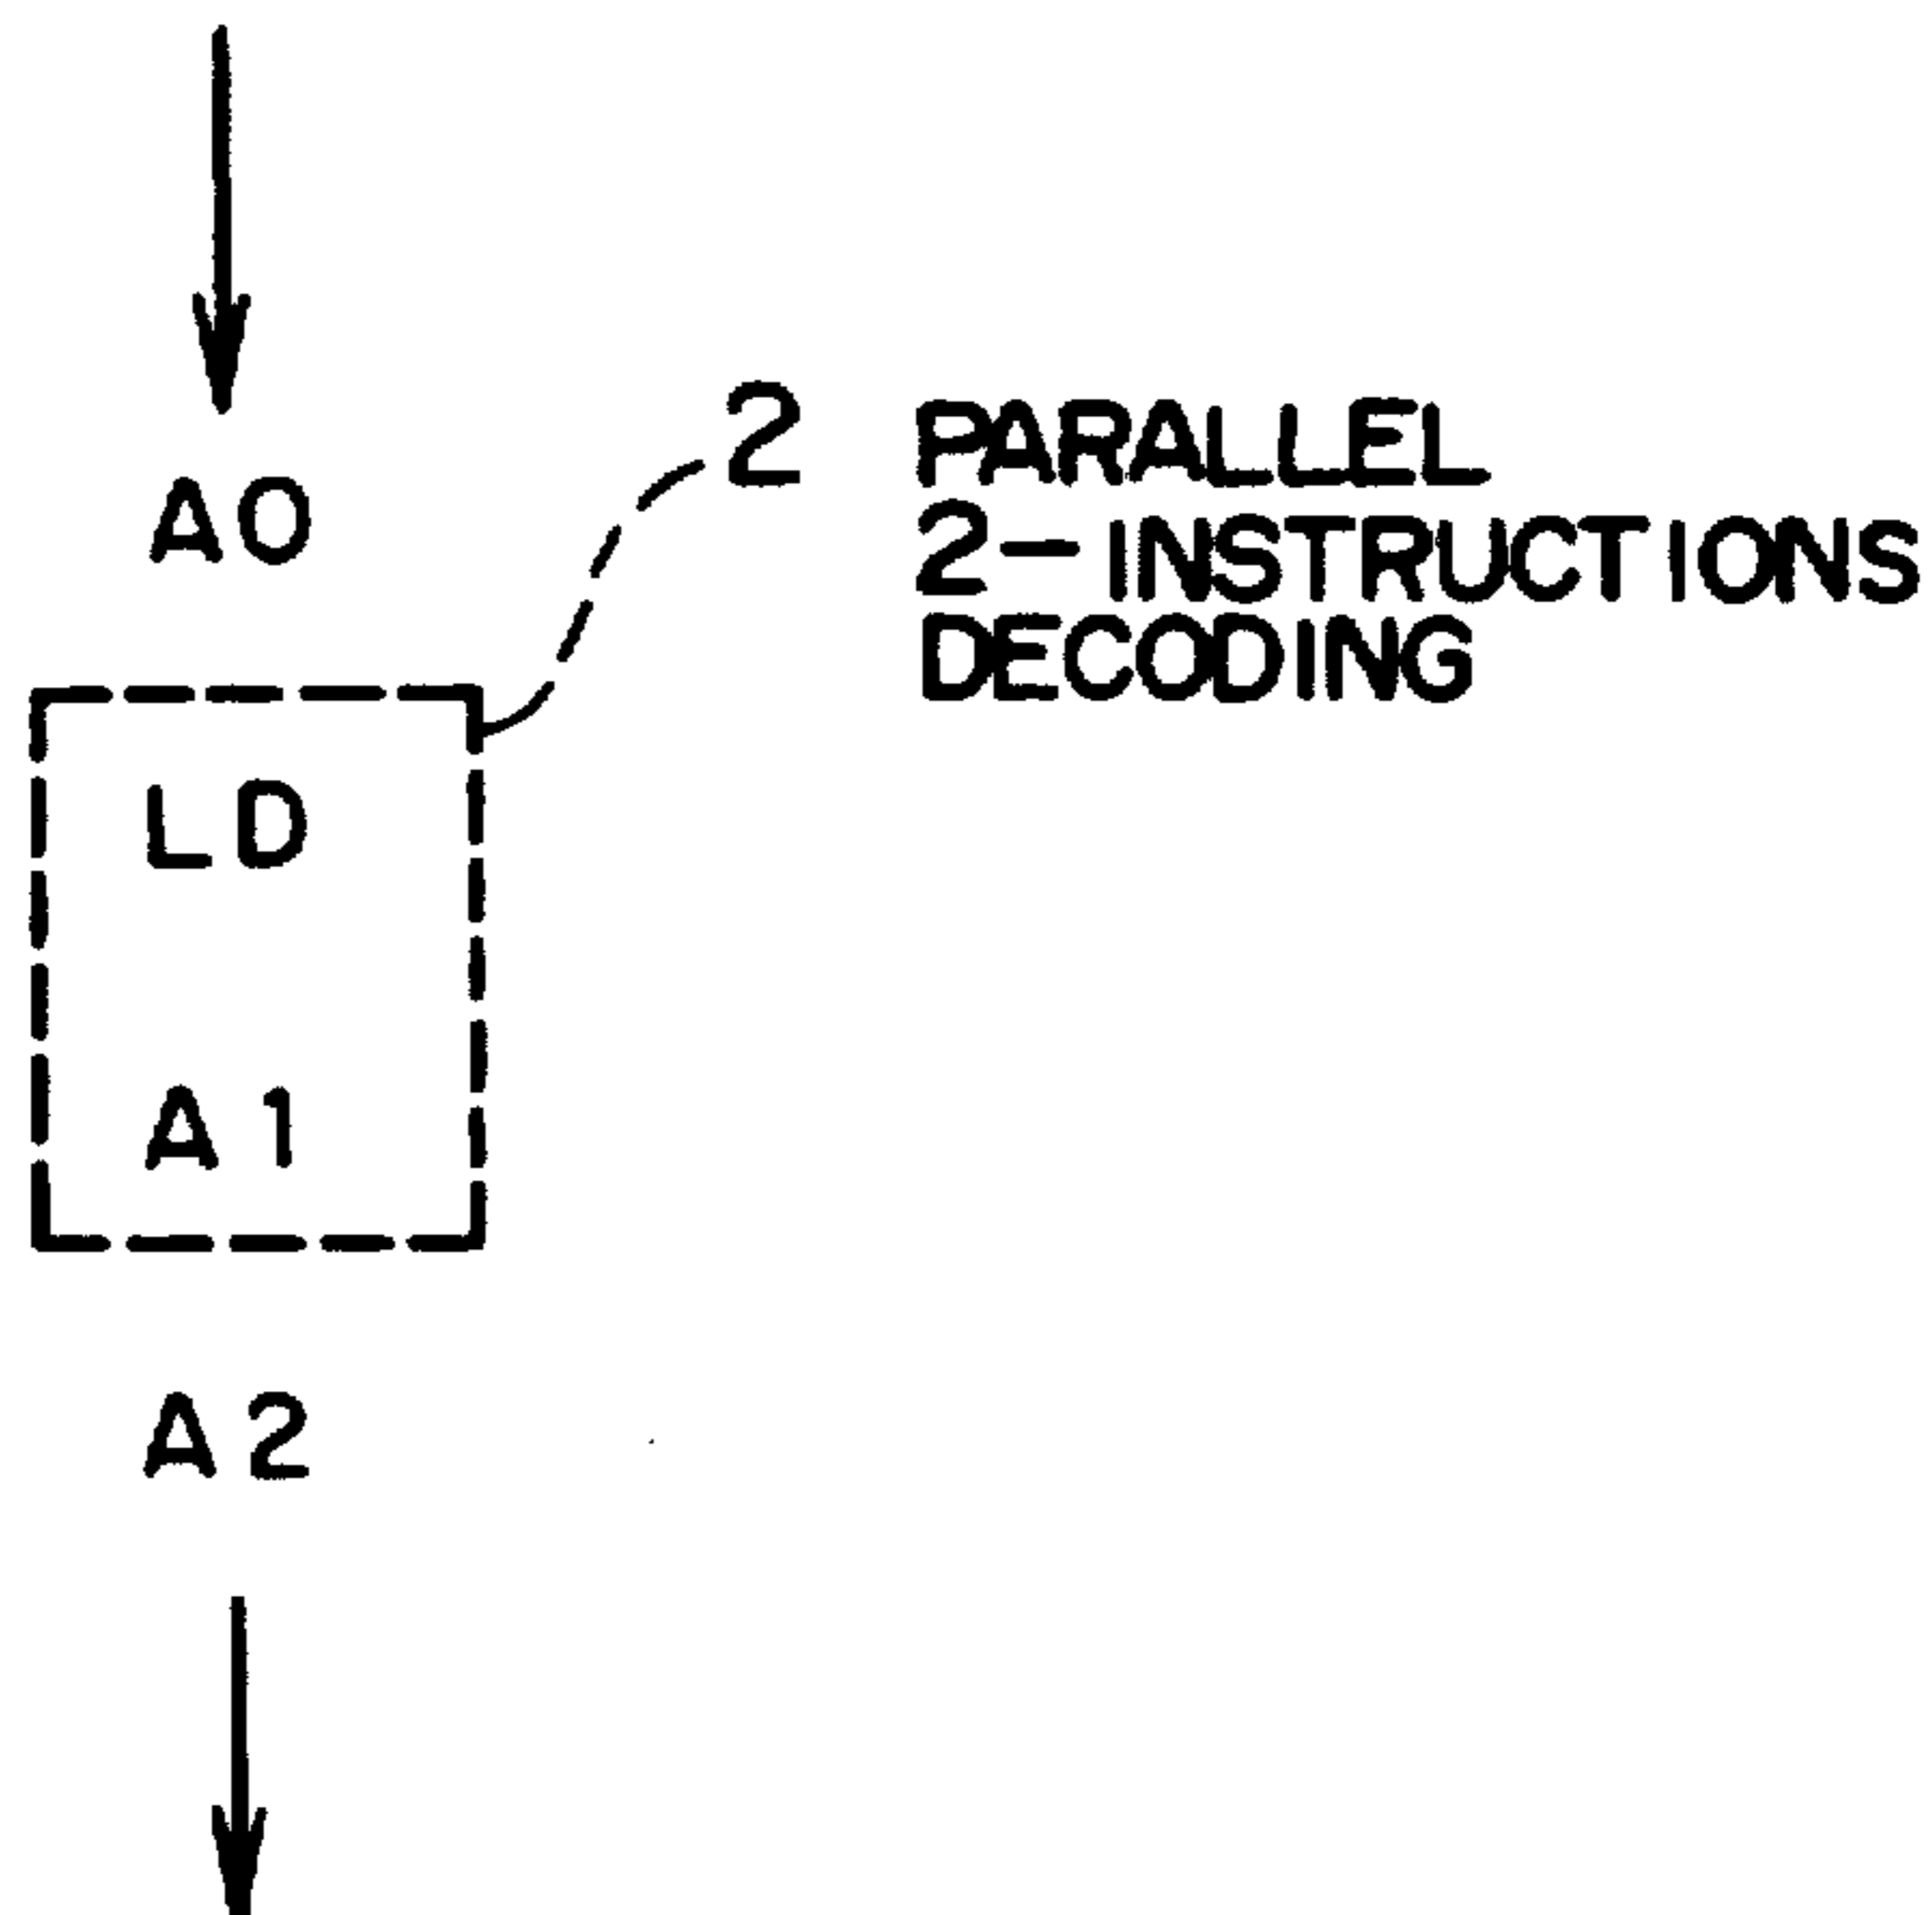 A0
2 PARALLEL
2-INSTRUCTIONS
DECODING
LD
A1
A2